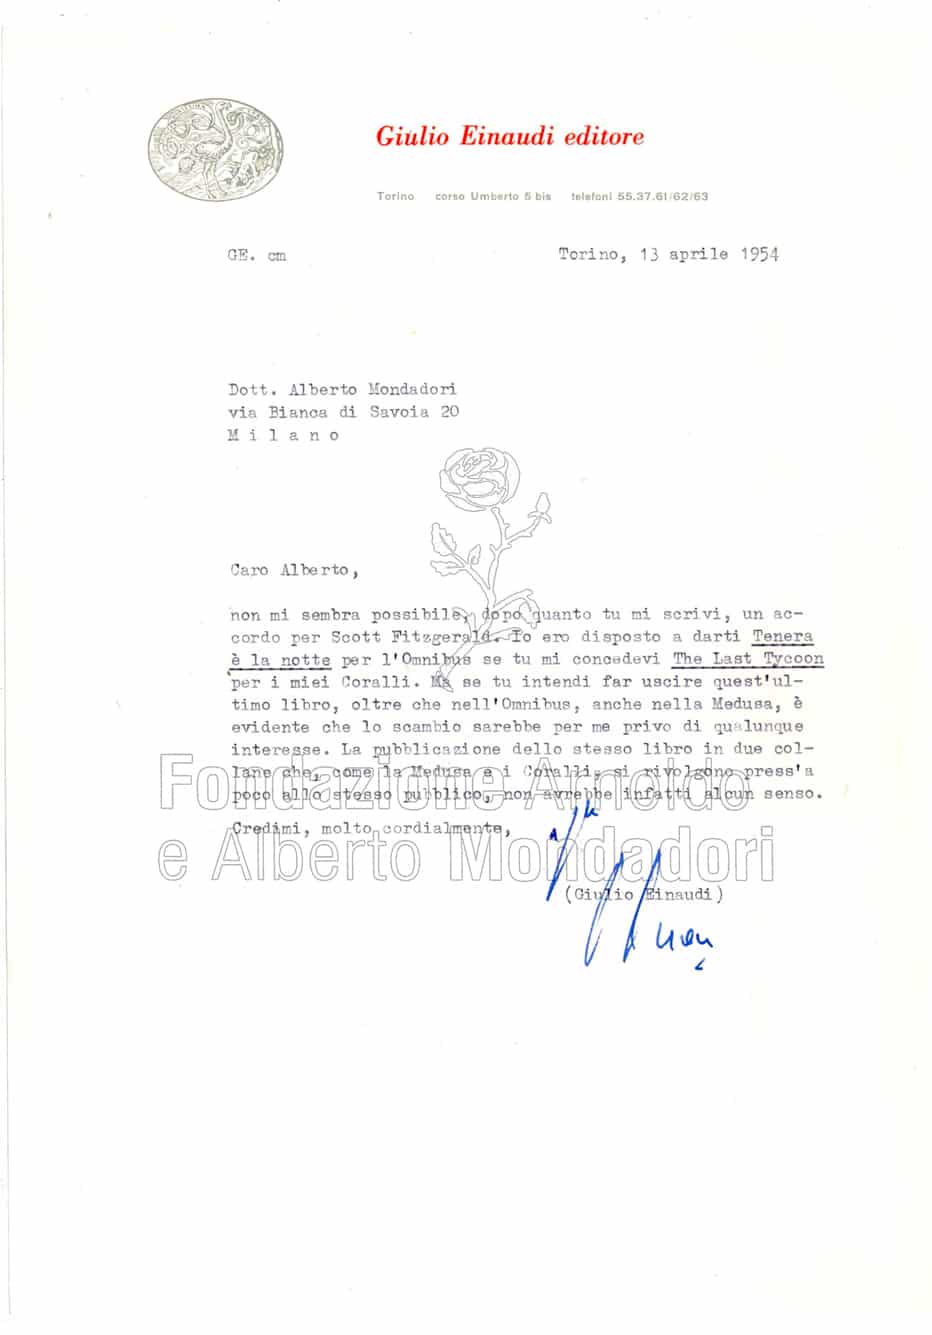 Giulio Einaudi editore
Torino corso Umberto 5 bis telefoni 55.37.61/62/63
GE. cm Torino, 13 aprile 1954
Dott. Alberto Mondadori
via Bianca di Savoia 20
M i l a n o
Caro Alberto,
non mi sembra possibile, dopo quanto tu mi scrivi, un ac-
cordo per Scott Fitzgerald. Io ero disposto a darti Tenera
è la notte per l'Omnibus se tu mi concedevi The Last Tycoon
per i miei Coralli. Ma se tu intendi far uscire quest'ul-
timo libro, oltre che nell'Omnibus, anche nella Medusa, è
evidente che lo scambio sarebbe per me privo di qualunque
interesse. La pubblicazione dello stesso libro in due col-
lane che, come la Medusa e i Coralli, si rivolgono press'a
poco allo stesso pubblico, non avrebbe infatti alcun senso.
Credimi, molto cordialmente,
(Giulio Einaudi)
Fondazione Arnoldo
e Alberto Mondadori